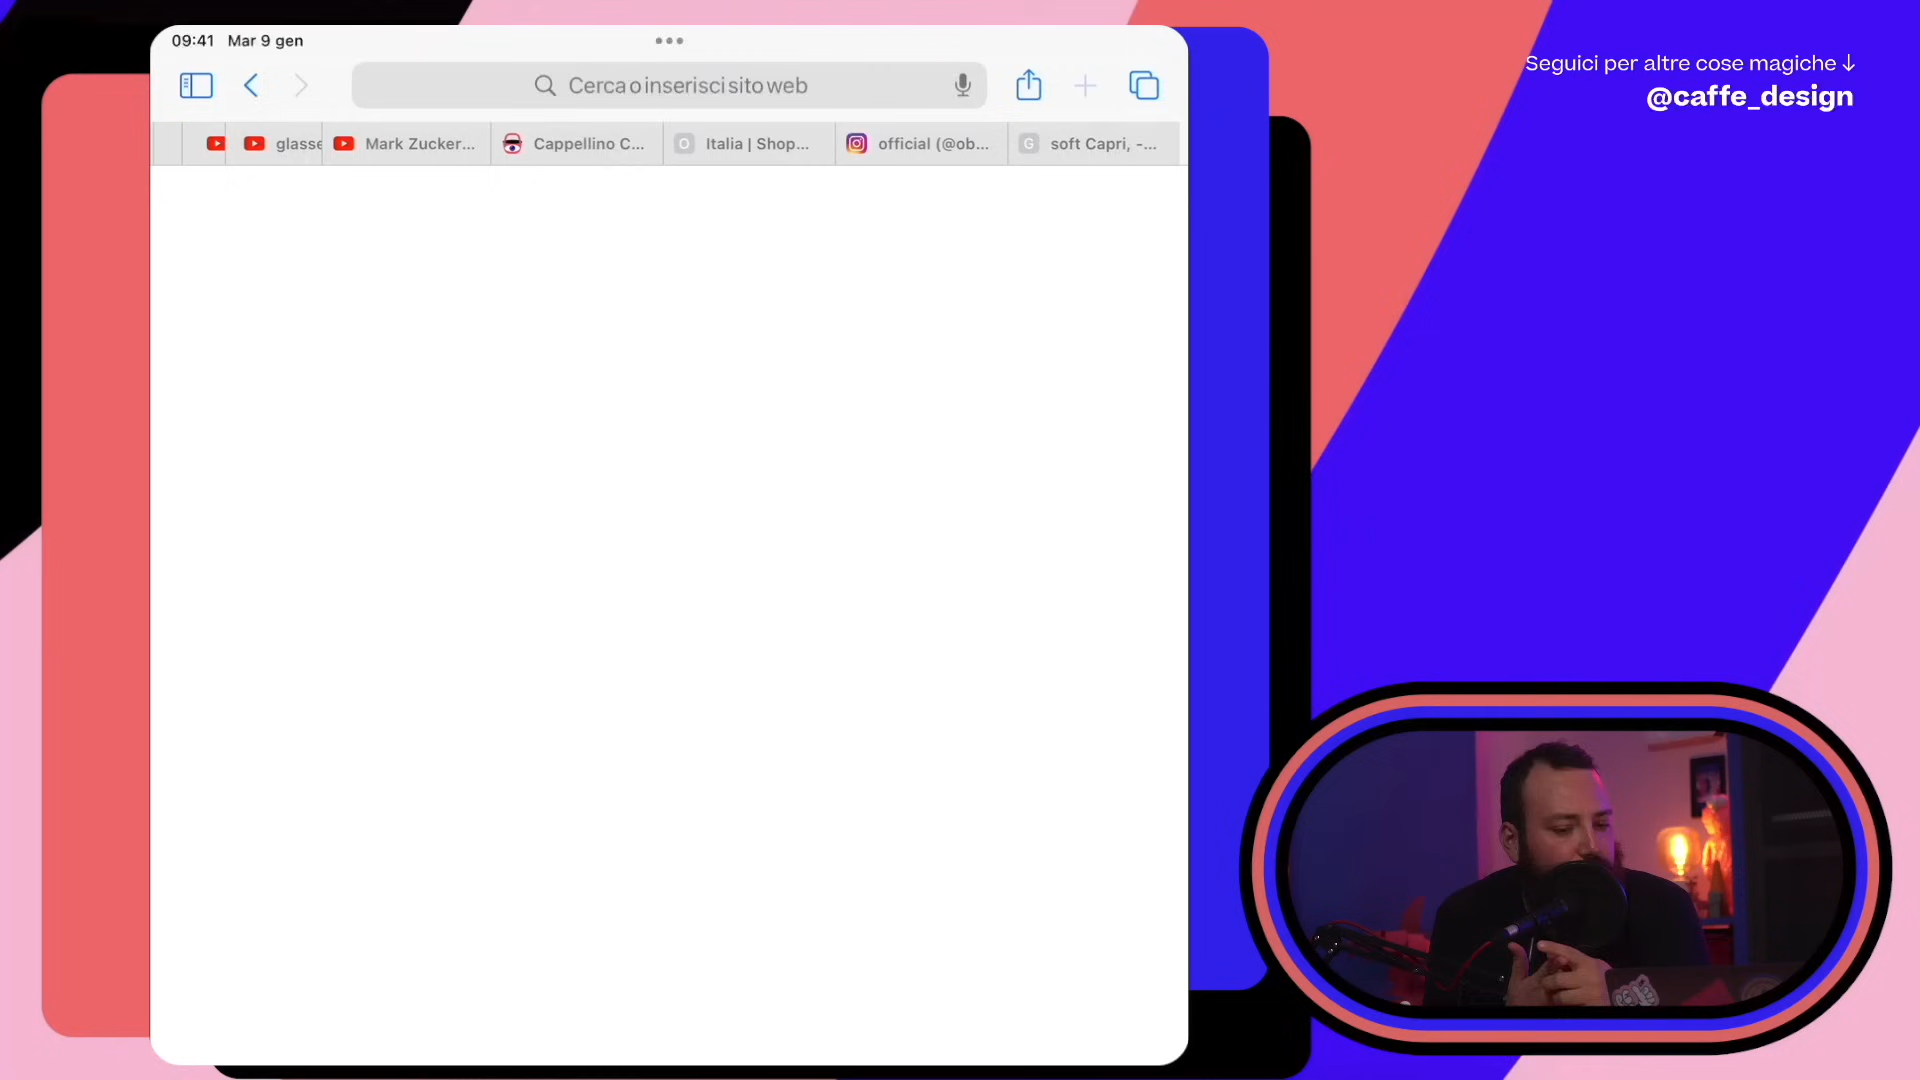 09:41 Mar 9 gen
Cerca o inserisci sito web
glasse
Mark Zucker...
Cappellino C...
O Italia | Shop...
official (@ob...
G soft Capri, -...
Seguici per altre cose magiche ↓
@caffe_design